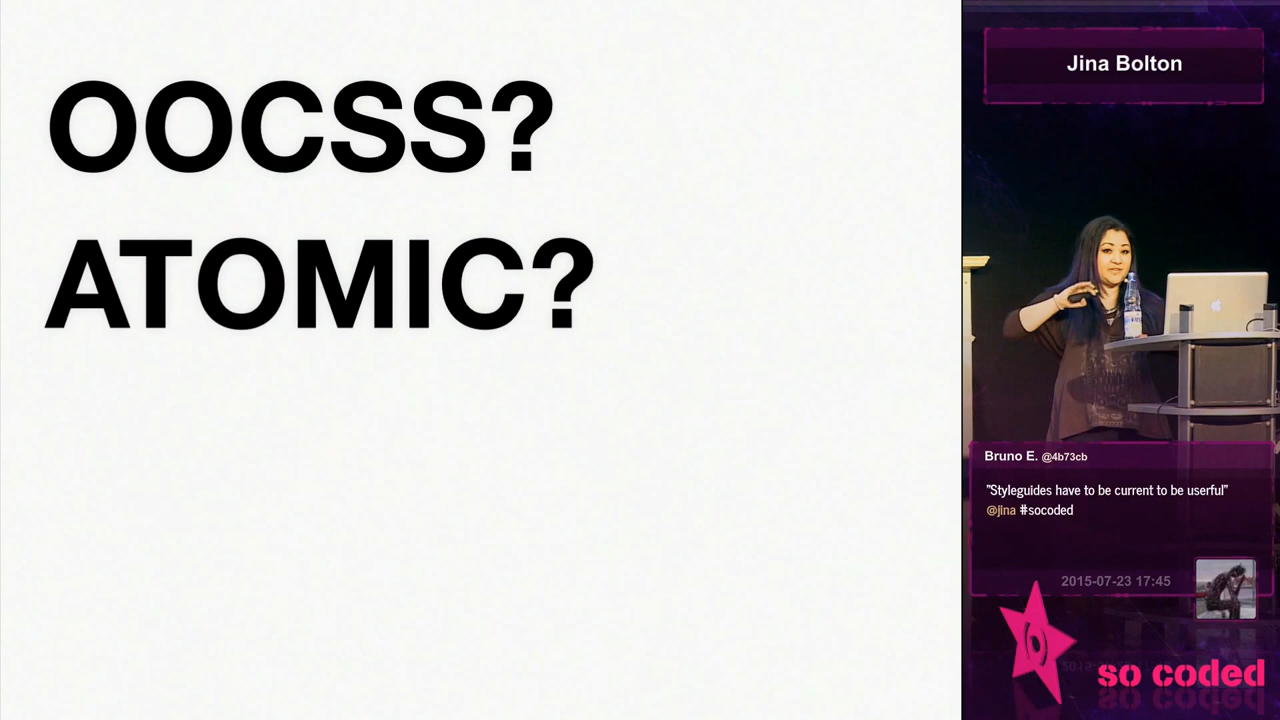 OOCSS?
ATOMIC?
Jina Bolton
Bruno E. @4b73cb
"Styleguides have to be current to be userful"
@jina #socoded
2015-07-23 17:45
so coded